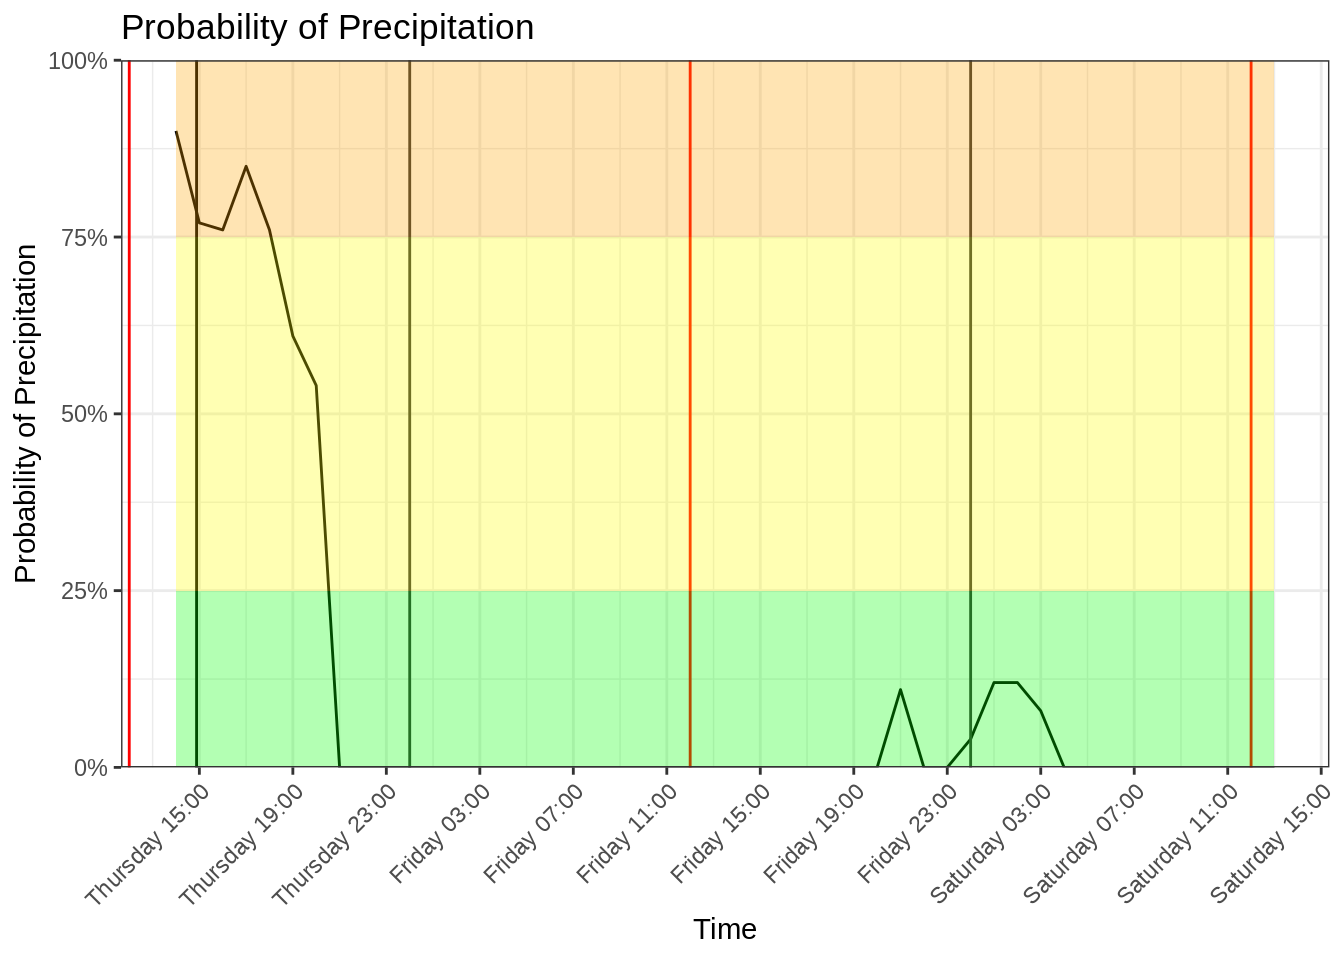 Probability of Precipitation
Probability of Precipitation
100%
75%
50%
25%
0%
Thursday 15:00
Thursday 19:00
Thursday 23:00
Friday 03:00
Friday 07:00
Friday 11:00
Friday 15:00
Friday 19:00
Friday 23:00
Saturday 03:00
Saturday 07:00
Saturday 11:00
Saturday 15:00
Time